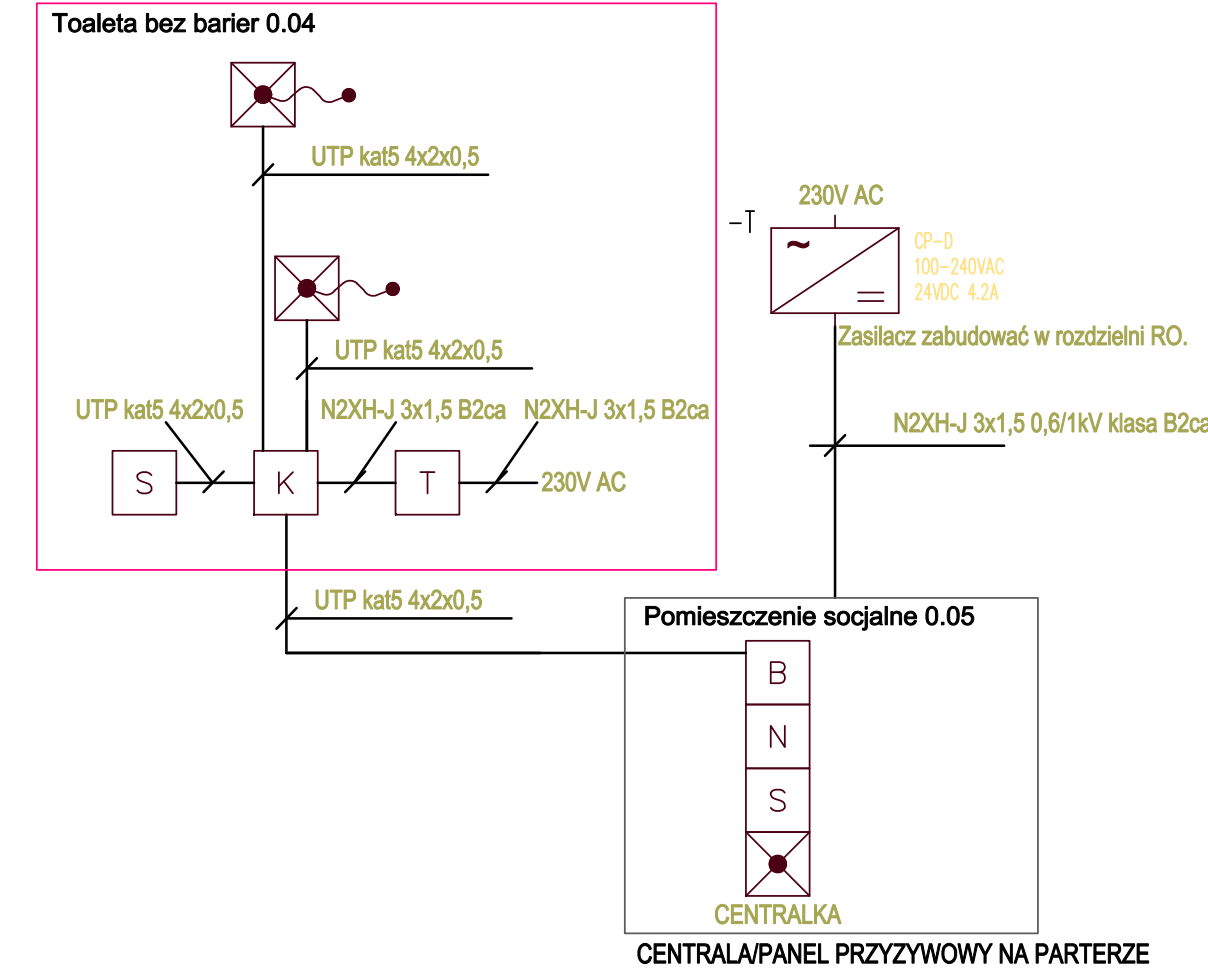 Toaleta bez barier 0.04
UTP kat5 4x2x0,5
UTP kat5 4x2x0,5
UTP kat5 4x2x0,5
N2XH-J 3x1,5 B2ca
N2XH-J 3x1,5 B2ca
S
K
T
230V AC
UTP kat5 4x2x0,5
230V AC
-T
~
CP-D
100-240VAC
24VDC 4.2A
Zasilacz zabudować w rozdzielni RO.
N2XH-J 3x1,5 0,6/1kV klasa B2ca
Pomieszczenie socjalne 0.05
B
N
S
CENTRALKA
CENTRALA/PANEL PRZYZYWOWY NA PARTERZE